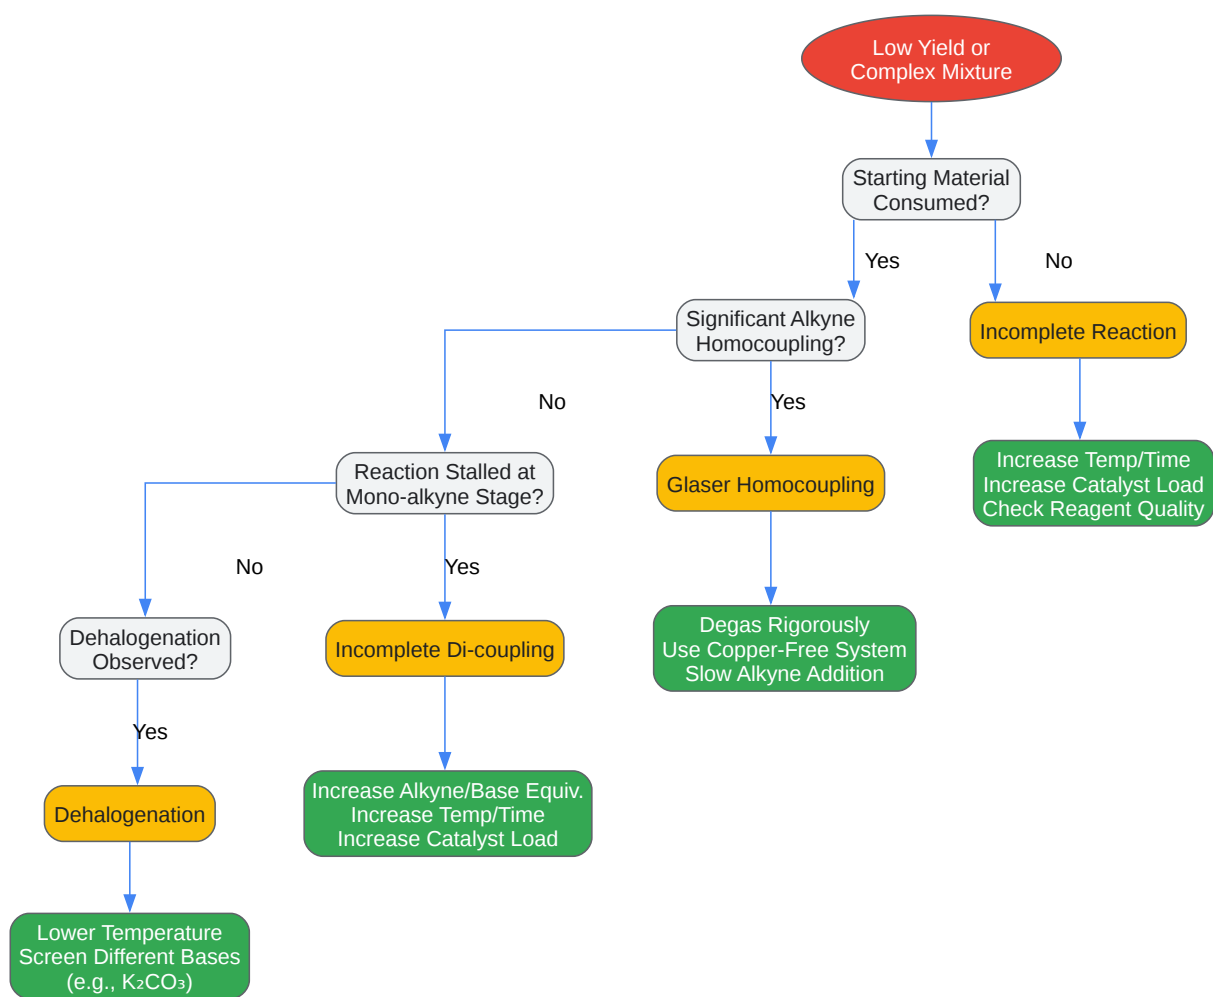 Low Yield or
Complex Mixture
Starting Material
Consumed?
Yes
No
Significant Alkyne
Homocoupling?
Incomplete Reaction
No
Yes
Reaction Stalled at
Mono-alkyne Stage?
Glaser Homocoupling
Increase Temp/Time
Increase Catalyst Load
Check Reagent Quality
No
Yes
Dehalogenation
Observed?
Incomplete Di-coupling
Degas Rigorously
Use Copper-Free System
Slow Alkyne Addition
Yes
Dehalogenation
Increase Alkyne/Base Equiv.
Increase Temp/Time
Increase Catalyst Load
Lower Temperature
Screen Different Bases
(e.g., K₂CO₃)